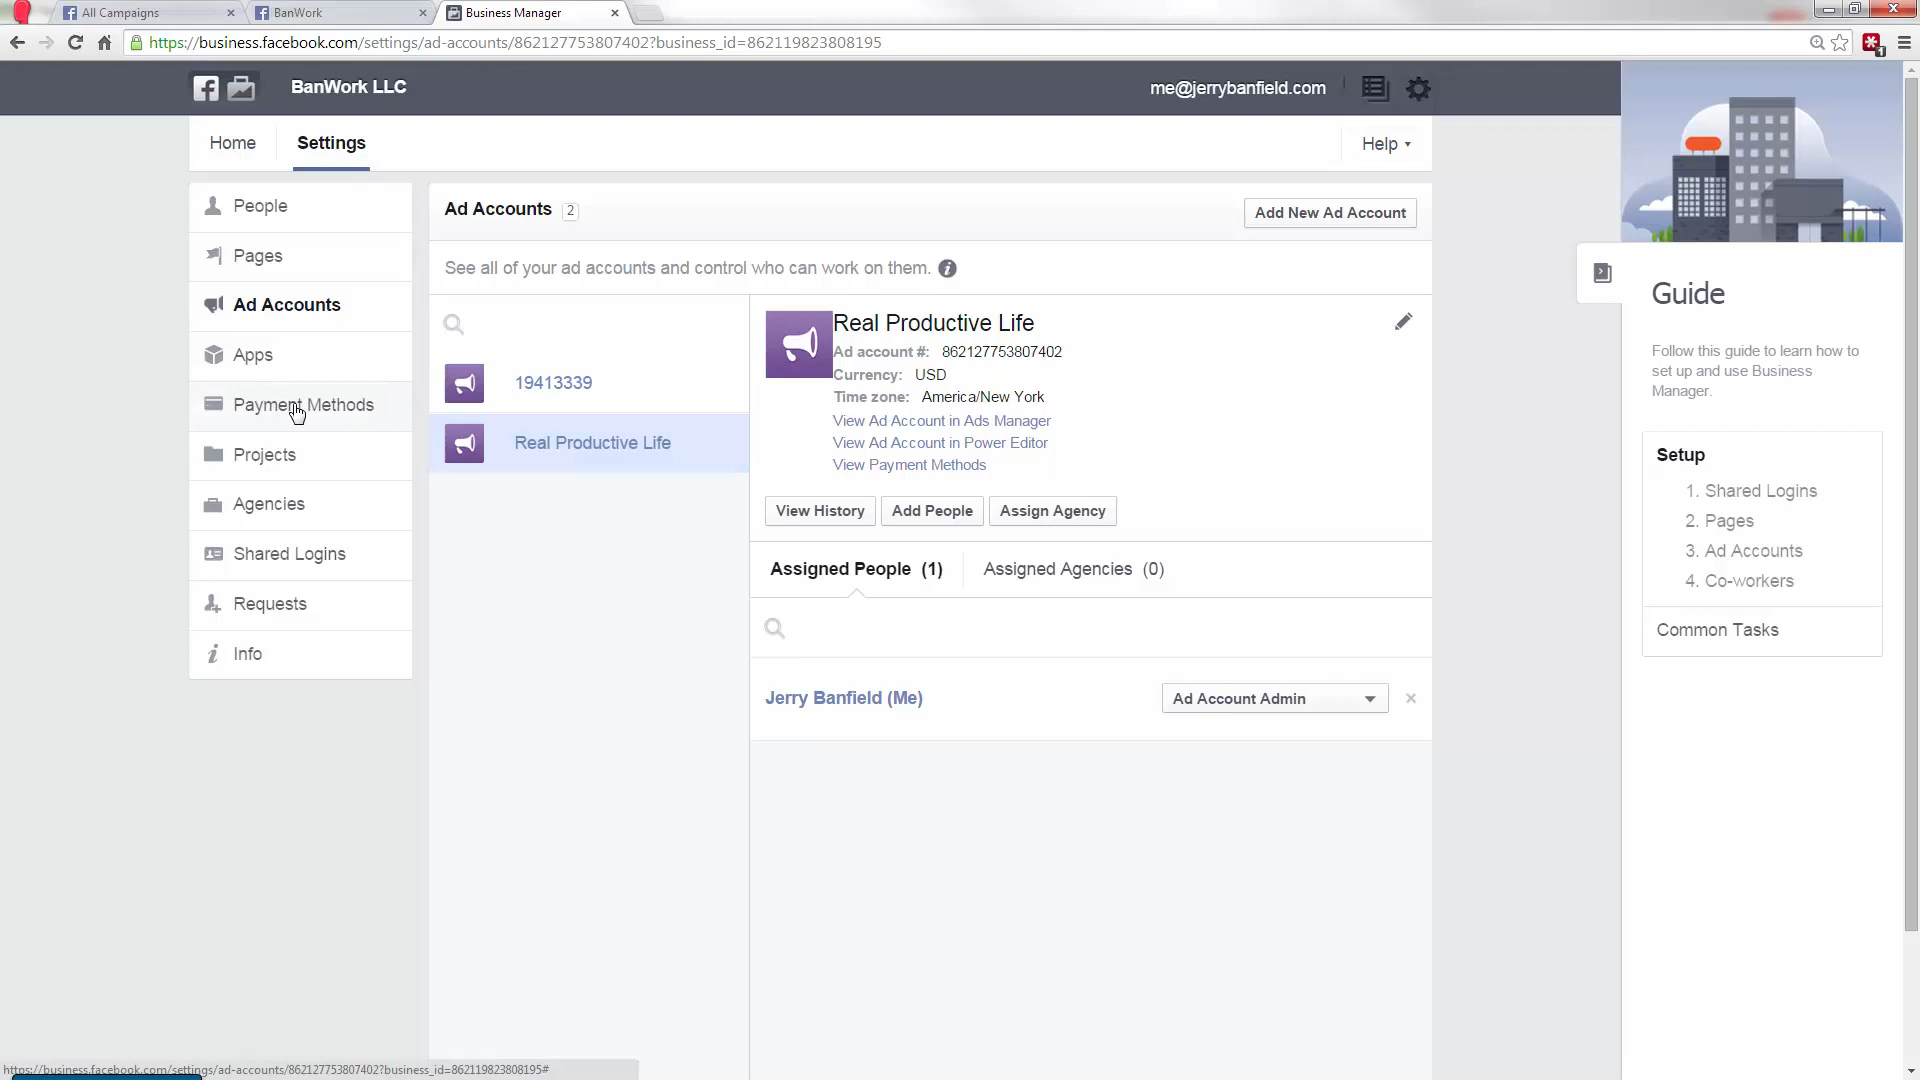 All Campaigns
BanWork
Business Manager
https://business.facebook.com/settings/ad-accounts/862127753807402?business_id=862119823808195
BanWork LLC
me@jerrybanfield.com
Home
Settings
Help
People
Pages
Ad Accounts
Apps
Payment Methods
Projects
Agencies
Shared Logins
Requests
Info
Ad Accounts 2
Add New Ad Account
See all of your ad accounts and control who can work on them.
19413339
Real Productive Life
Real Productive Life
Ad account #: 862127753807402
Currency: USD
Time zone: America/New York
View Ad Account in Ads Manager
View Ad Account in Power Editor
View Payment Methods
View History
Add People
Assign Agency
Assigned People (1)
Assigned Agencies (0)
Jerry Banfield (Me)
Ad Account Admin
Guide
Follow this guide to learn how to
set up and use Business
Manager.
Setup
1. Shared Logins
2. Pages
3. Ad Accounts
4. Co-workers
Common Tasks
https://business.facebook.com/settings/ad-accounts/862127753807402?business_id=862119823808195#